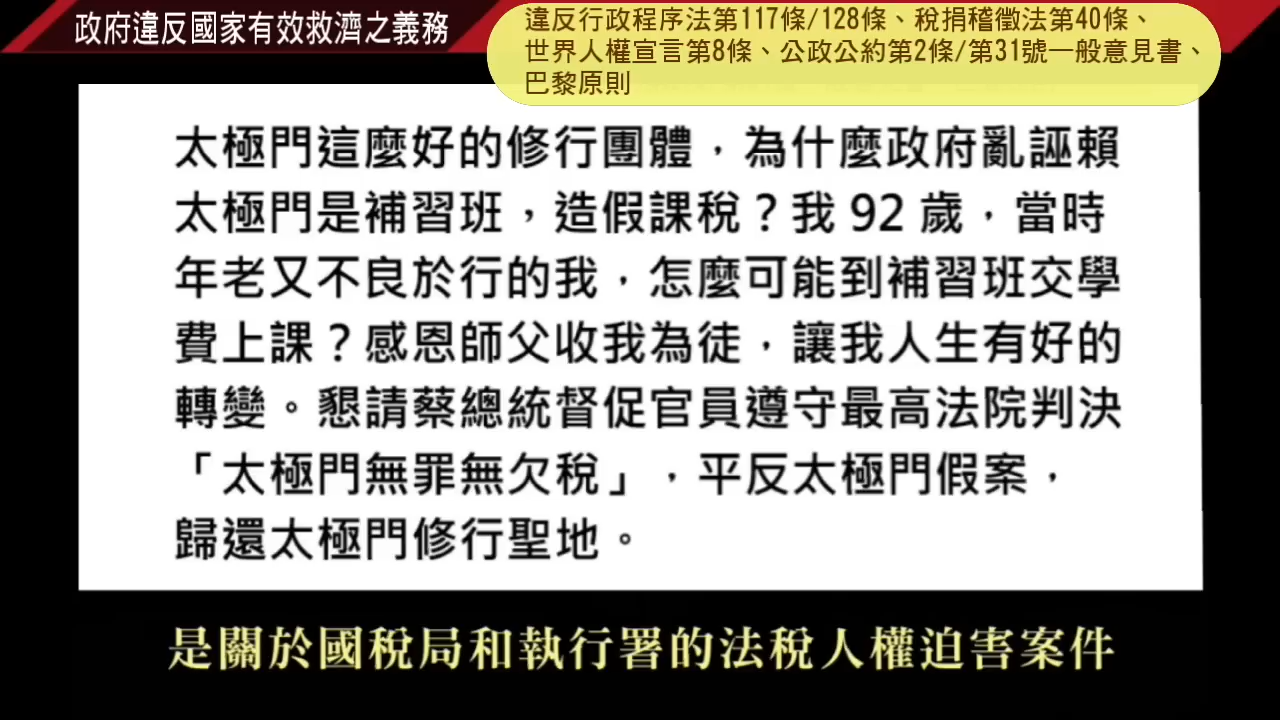 政府違反國家有效救濟之義務
違反行政程序法第117條/128條、稅捐稽徵法第40條、
世界人權宣言第8條、公政公約第2條/第31號一般意見書、
巴黎原則
太極門這麼好的修行團體，為什麼政府亂誣賴
太極門是補習班，造假課稅？我 92 歲，當時
年老又不良於行的我，怎麼可能到補習班交學
費上課？感恩師父收我為徒，讓我人生有好的
轉變。懇請蔡總統督促官員遵守最高法院判決
「太極門無罪無欠稅」，平反太極門假案，
歸還太極門修行聖地。
是關於國稅局和執行署的法稅人權迫害案件